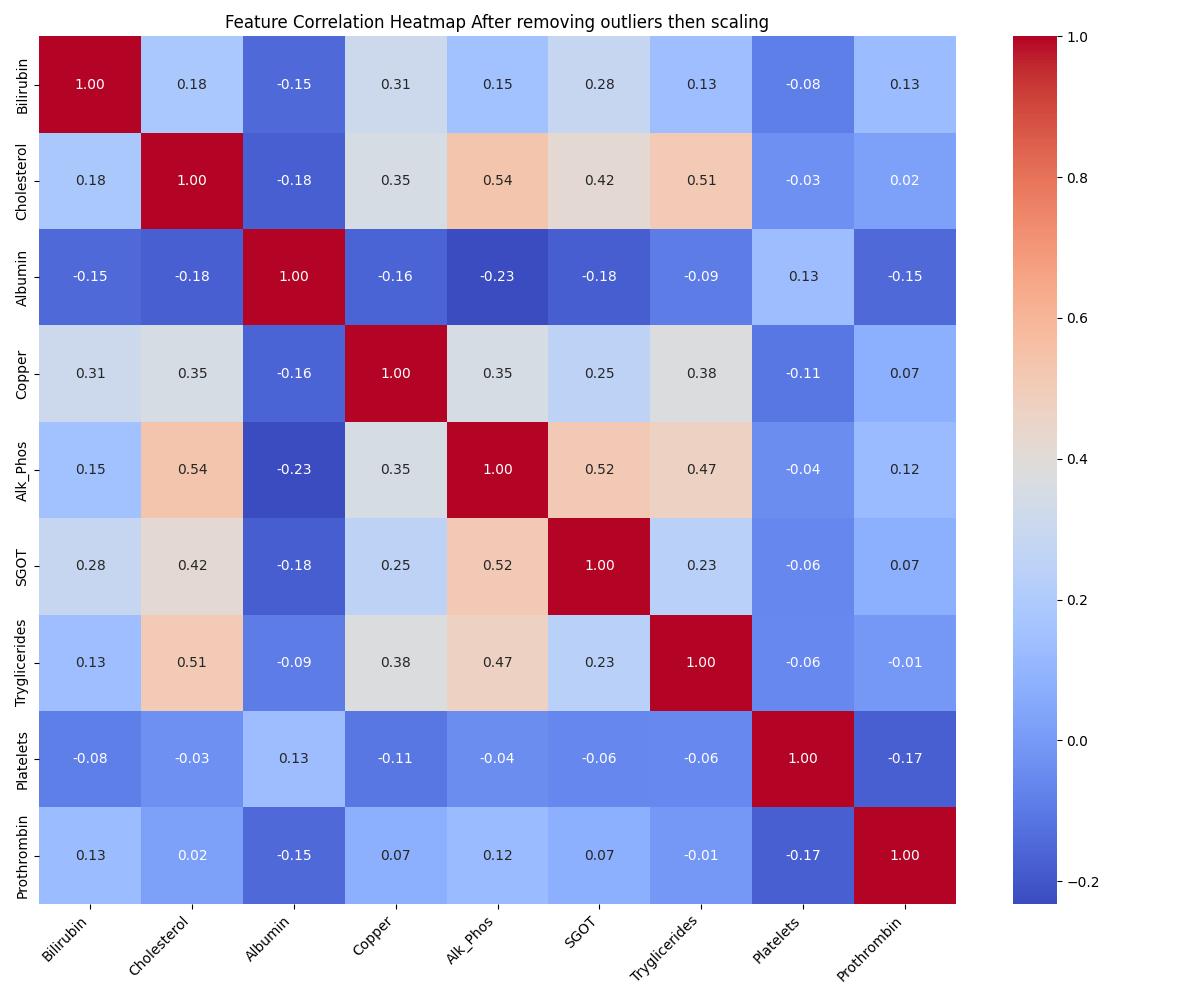 Feature Correlation Heatmap After removing outliers then scaling
Bilirubin 1.00 0.18 -0.15 0.31 0.15 0.28 0.13 -0.08 0.13
Cholesterol 0.18 1.00 -0.18 0.35 0.54 0.42 0.51 -0.03 0.02
Albumin -0.15 -0.18 1.00 -0.16 -0.23 -0.18 -0.09 0.13 -0.15
Copper 0.31 0.35 -0.16 1.00 0.35 0.25 0.38 -0.11 0.07
Alk_Phos 0.15 0.54 -0.23 0.35 1.00 0.52 0.47 -0.04 0.12
SGOT 0.28 0.42 -0.18 0.25 0.52 1.00 0.23 -0.06 0.07
Tryglicerides 0.13 0.51 -0.09 0.38 0.47 0.23 1.00 -0.06 -0.01
Platelets -0.08 -0.03 0.13 -0.11 -0.04 -0.06 -0.06 1.00 -0.17
Prothrombin 0.13 0.02 -0.15 0.07 0.12 0.07 -0.01 -0.17 1.00
Bilirubin Cholesterol Albumin Copper Alk_Phos SGOT Tryglicerides Platelets Prothrombin
1.0
0.8
0.6
0.4
0.2
0.0
−0.2